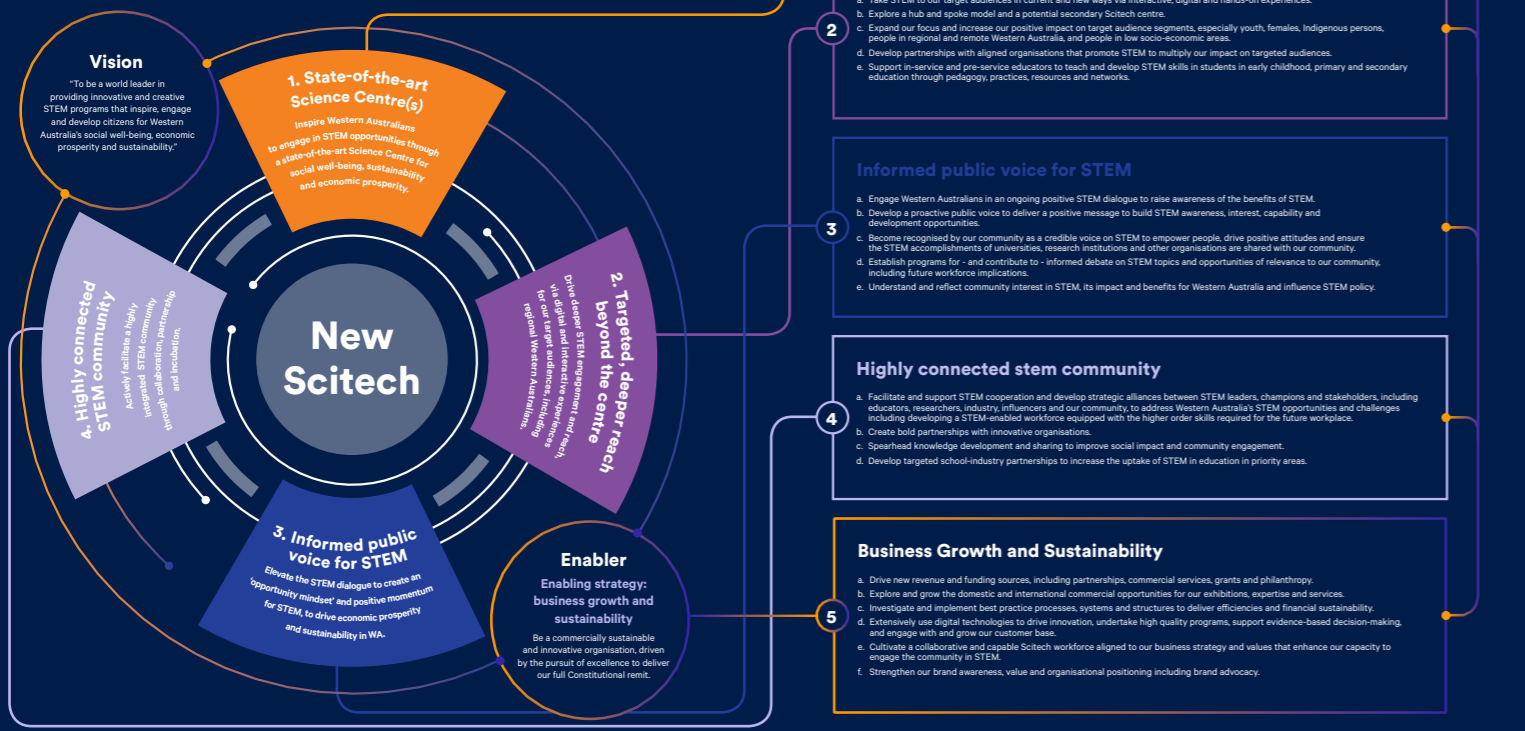 Vision
"To be a world leader in
providing innovative and creative
STEM programs that inspire, engage
and develop citizens for Western
Australia's social well-being, economic
prosperity and sustainability."
1. State-of-the-art
Science Centre(s)
Inspire Western Australians
to engage in STEM opportunities through
a state-of-the-art Science Centre for
social well-being, sustainability
and economic prosperity.
2. Targeted, deeper reach
beyond the centre
Drive deeper STEM engagement and reach,
via digital and interactive experiences
for our target audiences, including
regional Western Australians.
3. Informed public
voice for STEM
Elevate the STEM dialogue to create an
'opportunity mindset' and positive momentum
for STEM, to drive economic prosperity
and sustainability in WA.
4. Highly connected
STEM community
Actively facilitate a highly
integrated STEM community
through collaboration, partnership
and incubation.
New
Scitech
Enabler
Enabling strategy:
business growth and
sustainability
Be a commercially sustainable
and innovative organisation, driven
by the pursuit of excellence to deliver
our full Constitutional remit.
2
a. Take STEM to our target audiences in current and new ways via interactive, digital and hands-on experiences.
b. Explore a hub and spoke model and a potential secondary Scitech centre.
c. Expand our focus and increase our positive impact on target audience segments, especially youth, females, Indigenous persons,
people in regional and remote Western Australia, and people in low socio-economic areas.
d. Develop partnerships with aligned organisations that promote STEM to multiply our impact on targeted audiences.
e. Support in-service and pre-service educators to teach and develop STEM skills in students in early childhood, primary and secondary
education through pedagogy, practices, resources and networks.
3
Informed public voice for STEM
a. Engage Western Australians in an ongoing positive STEM dialogue to raise awareness of the benefits of STEM.
b. Develop a proactive public voice to deliver a positive message to build STEM awareness, interest, capability and
development opportunities.
c. Become recognised by our community as a credible voice on STEM to empower people, drive positive attitudes and ensure
the STEM accomplishments of universities, research institutions and other organisations are shared with our community.
d. Establish programs for - and contribute to - informed debate on STEM topics and opportunities of relevance to our community,
including future workforce implications.
e. Understand and reflect community interest in STEM, its impact and benefits for Western Australia and influence STEM policy.
4
Highly connected stem community
a. Facilitate and support STEM cooperation and develop strategic alliances between STEM leaders, champions and stakeholders, including
educators, researchers, industry, influencers and our community, to address Western Australia's STEM opportunities and challenges
including developing a STEM-enabled workforce equipped with the higher order skills required for the future workplace.
b. Create bold partnerships with innovative organisations.
c. Spearhead knowledge development and sharing to improve social impact and community engagement.
d. Develop targeted school-industry partnerships to increase the uptake of STEM in education in priority areas.
5
Business Growth and Sustainability
a. Drive new revenue and funding sources, including partnerships, commercial services, grants and philanthropy.
b. Explore and grow the domestic and international commercial opportunities for our exhibitions, expertise and services.
c. Investigate and implement best practice processes, systems and structures to deliver efficiencies and financial sustainability.
d. Extensively use digital technologies to drive innovation, undertake high quality programs, support evidence-based decision-making,
and engage with and grow our customer base.
e. Cultivate a collaborative and capable Scitech workforce aligned to our business strategy and values that enhance our capacity to
engage the community in STEM.
f. Strengthen our brand awareness, value and organisational positioning including brand advocacy.